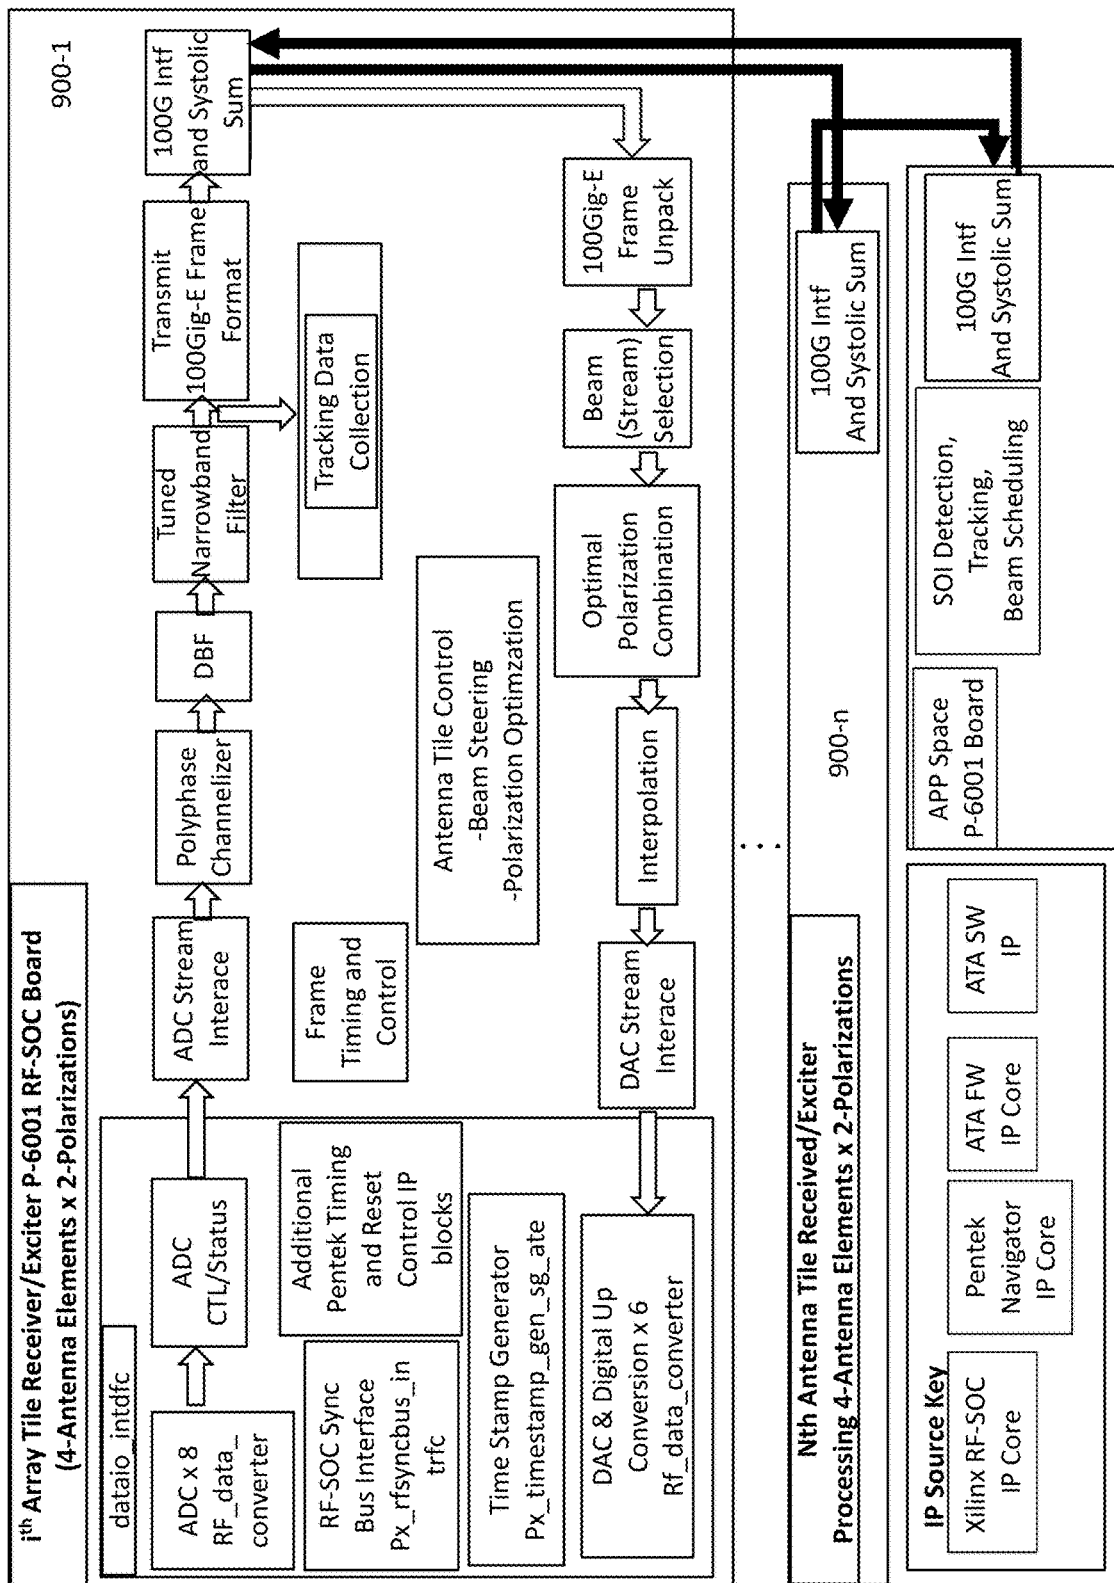 i th Array Tile Receiver/Exciter P-6001 RF-SOC Board
(4-Antenna Elements x 2-Polarizations)
900-1
dataio_intdfc
ADC x 8
RF_data_
converter
ADC
CTL/Status
ADC Stream
Interace
Polyphase
Channelizer
DBF
Tuned
Narrowband
Filter
Transmit
100Gig-E Frame
Format
100G Intf
and Systolic
Sum
RF-SOC Sync
Bus Interface
Px_rfsyncbus_in
trfc
Additional
Pentek Timing
and Reset
Control IP
blocks
Frame
Timing and
Control
Tracking Data
Collection
Antenna Tile Control
-Beam Steering
-Polarization Optimzation
Time Stamp Generator
Px_timestamp_gen_sg_ate
DAC & Digital Up
Conversion x 6
Rf_data_converter
DAC Stream
Interace
Interpolation
Optimal
Polarization
Combination
Beam
(Stream)
Selection
100Gig-E
Frame
Unpack
. . .
Nth Antenna Tile Received/Exciter
Processing 4-Antenna Elements x 2-Polarizations
900-n
100G Intf
And Systolic Sum
IP Source Key
Xilinx RF-SOC
IP Core
Pentek
Navigator
IP Core
ATA FW
IP Core
ATA SW
IP
APP Space
P-6001 Board
SOI Detection,
Tracking,
Beam Scheduling
100G Intf
And Systolic Sum